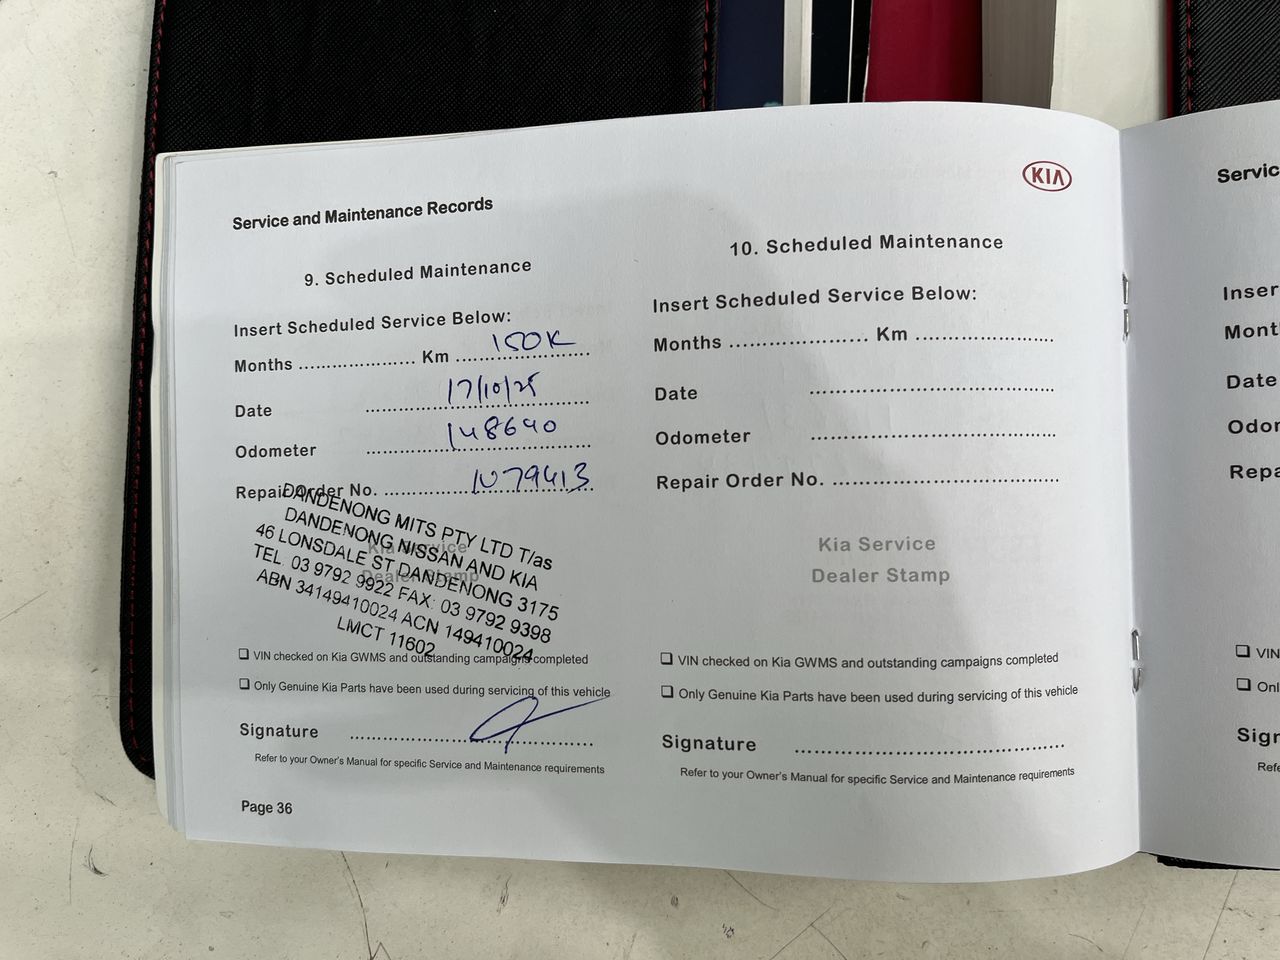 KIA
Service and Maintenance Records
9. Scheduled Maintenance
Insert Scheduled Service Below:
Months .................... Km 150K
Date 17/10/25
Odometer 148690
Repair Order No. 1079413
Kia Service
Dealer Stamp
DANDENONG MITS PTY LTD T/as
DANDENONG NISSAN AND KIA
46 LONSDALE ST DANDENONG 3175
TEL: 03 9792 9922 FAX: 03 9792 9398
ABN 34149410024 ACN 149410024
LMCT 11602
❑ VIN checked on Kia GWMS and outstanding campaigns completed
❑ Only Genuine Kia Parts have been used during servicing of this vehicle
Signature ..........................................
Refer to your Owner's Manual for specific Service and Maintenance requirements
Page 36
10. Scheduled Maintenance
Insert Scheduled Service Below:
Months ........................ Km ........................
Date ..........................................
Odometer ..........................................
Repair Order No. ......................................
Kia Service
Dealer Stamp
❑ VIN checked on Kia GWMS and outstanding campaigns completed
❑ Only Genuine Kia Parts have been used during servicing of this vehicle
Signature ..............................................
Refer to your Owner's Manual for specific Service and Maintenance requirements
Servic
Inser
Mont
Date
Odor
Repa
❑ VIN
❑ Onl
Sigr
Refe